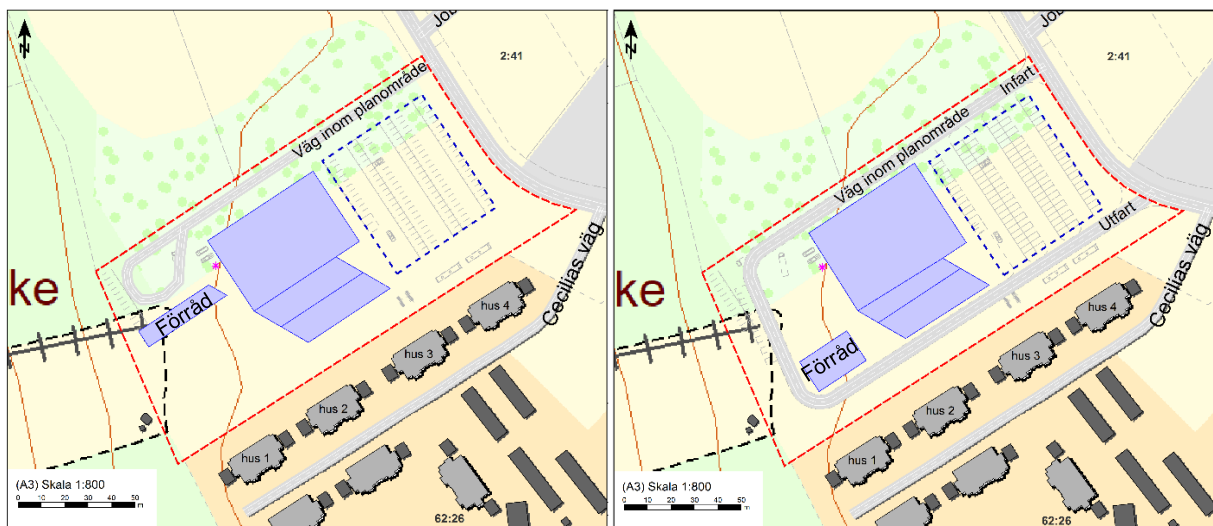 Job
2:41
Väg inom planområde
Cecilias väg
ke
Förråd
hus 4
hus 3
hus 2
hus 1
(A3) Skala 1:800
0 10 20 30 40 50 m
62:26
N
Job
2:41
Infart
Väg inom planområde
Utfart
Cecilias väg
ke
Förråd
hus 4
hus 3
hus 2
hus 1
(A3) Skala 1:800
0 10 20 30 40 50 m
62:26
N